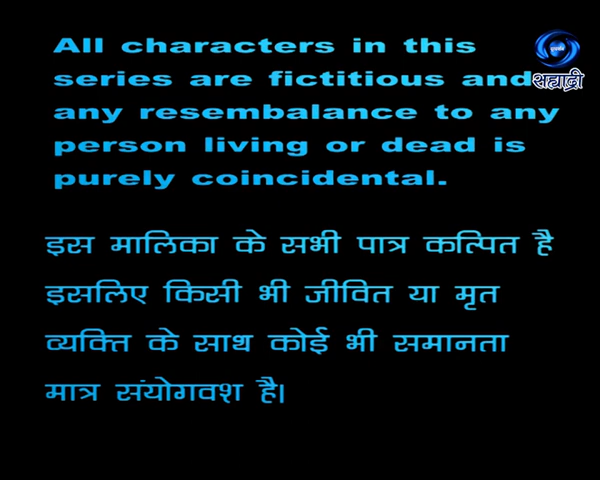 All characters in this
series are fictitious and
any resembalance to any
person living or dead is
purely coincidental.
सह्याद्री
इस मालिका के सभी पात्र कल्पित है
इसलिए किसी भी जीवित या मृत
व्यक्ति के साथ कोई भी समानता
मात्र संयोगवश है।